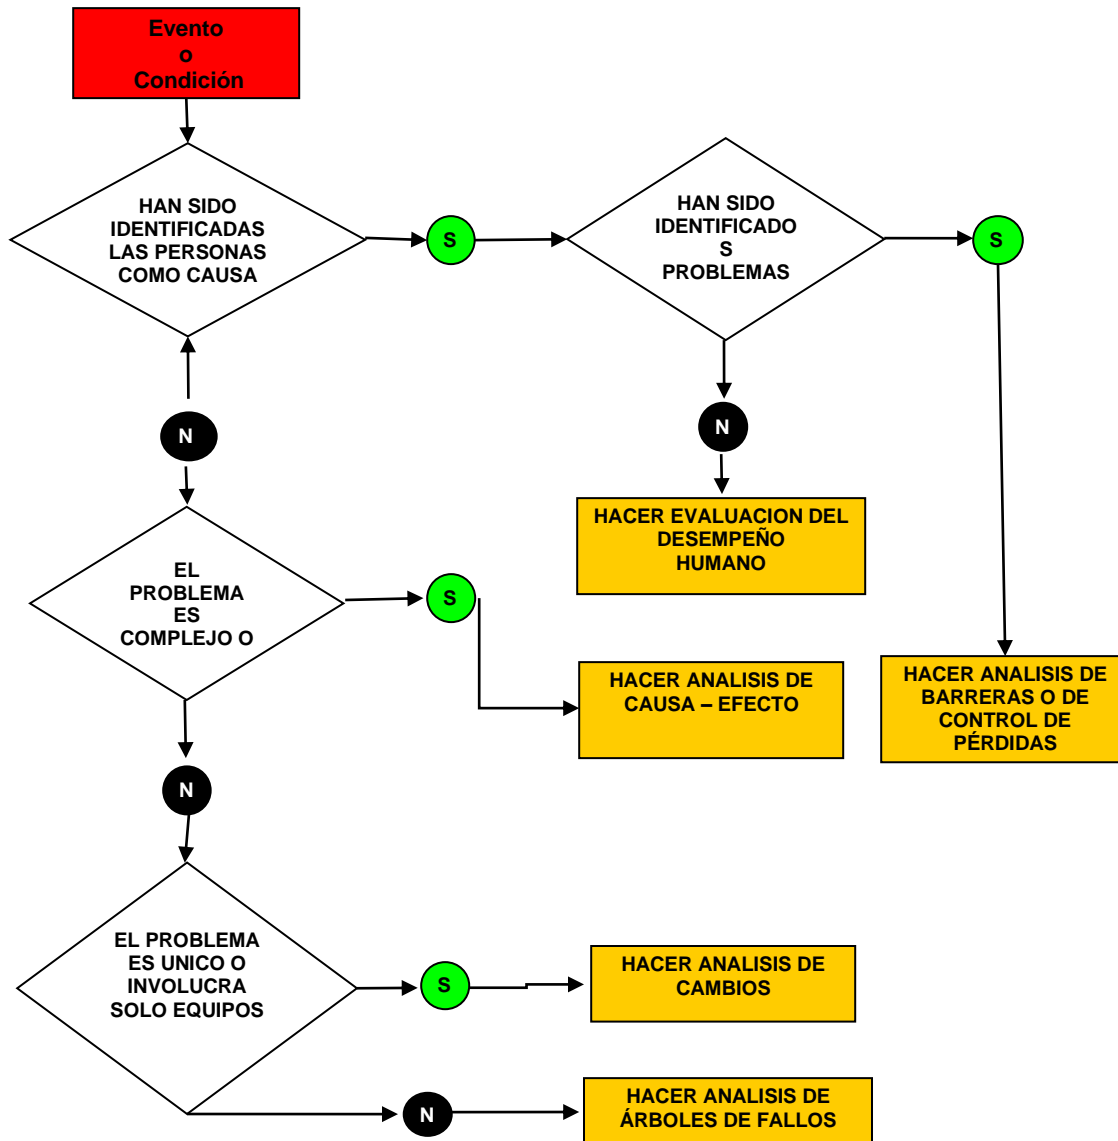 Evento
o
Condición
HAN SIDO
IDENTIFICADAS
LAS PERSONAS
COMO CAUSA
S
HAN SIDO
IDENTIFICADO
S
PROBLEMAS
S
N
N
HACER EVALUACION DEL
DESEMPEÑO
HUMANO
EL
PROBLEMA
ES
COMPLEJO O
S
HACER ANALISIS DE
CAUSA – EFECTO
HACER ANALISIS DE
BARRERAS O DE
CONTROL DE
PÉRDIDAS
N
EL PROBLEMA
ES UNICO O
INVOLUCRA
SOLO EQUIPOS
S
HACER ANALISIS DE
CAMBIOS
N
HACER ANALISIS DE
ÁRBOLES DE FALLOS